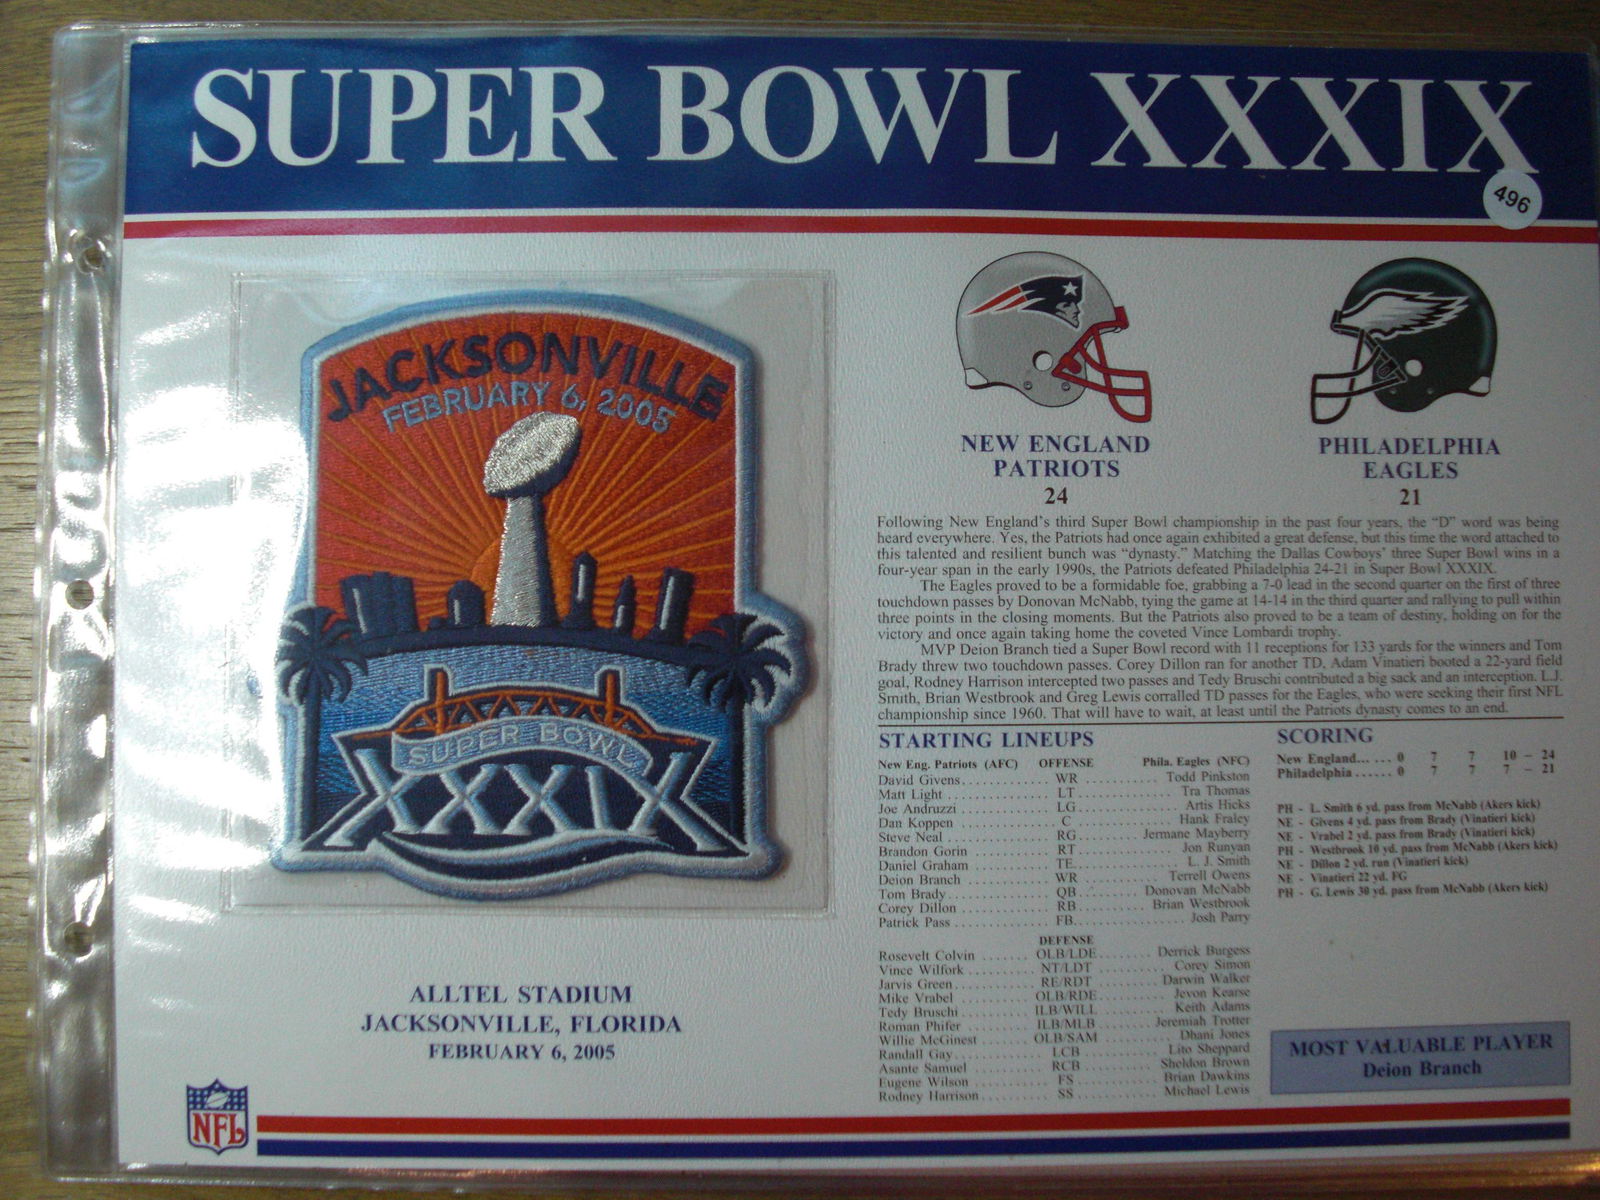 SUPER BOWL XXXIX
496
JACKSONVILLE
FEBRUARY 6, 2005
SUPER BOWL
XXXIX
ALLTEL STADIUM
JACKSONVILLE, FLORIDA
FEBRUARY 6, 2005
NFL
NEW ENGLAND
PATRIOTS
24
PHILADELPHIA
EAGLES
21
Following New England's third Super Bowl championship in the past four years, the “D” word was being
heard everywhere. Yes, the Patriots had once again exhibited a great defense, but this time the word attached to
this talented and resilient bunch was “dynasty.” Matching the Dallas Cowboys' three Super Bowl wins in a
four-year span in the early 1990s, the Patriots defeated Philadelphia 24-21 in Super Bowl XXXIX.
The Eagles proved to be a formidable foe, grabbing a 7-0 lead in the second quarter on the first of three
touchdown passes by Donovan McNabb, tying the game at 14-14 in the third quarter and rallying to pull within
three points in the closing moments. But the Patriots also proved to be a team of destiny, holding on for the
victory and once again taking home the coveted Vince Lombardi trophy.
MVP Deion Branch tied a Super Bowl record with 11 receptions for 133 yards for the winners and Tom
Brady threw two touchdown passes. Corey Dillon ran for another TD, Adam Vinatieri booted a 22-yard field
goal, Rodney Harrison intercepted two passes and Tedy Bruschi contributed a big sack and an interception. L.J.
Smith, Brian Westbrook and Greg Lewis corralled TD passes for the Eagles, who were seeking their first NFL
championship since 1960. That will have to wait, at least until the Patriots dynasty comes to an end.
STARTING LINEUPS
New Eng. Patriots (AFC) OFFENSE Phila. Eagles (NFC)
David Givens WR Todd Pinkston
Matt Light LT Tra Thomas
Joe Andruzzi LG Artis Hicks
Dan Koppen C Hank Fraley
Steve Neal RG Jermane Mayberry
Brandon Gorin RT Jon Runyan
Daniel Graham TE L. J. Smith
Deion Branch WR Terrell Owens
Tom Brady QB Donovan McNabb
Corey Dillon RB Brian Westbrook
Patrick Pass FB Josh Parry
DEFENSE
Rosevelt Colvin OLB/LDE Derrick Burgess
Vince Wilfork NT/LDT Corey Simon
Jarvis Green RE/RDT Darwin Walker
Mike Vrabel OLB/RDE Jevon Kearse
Tedy Bruschi ILB/WILL Keith Adams
Roman Phifer ILB/MLB Jeremiah Trotter
Willie McGinest OLB/SAM Dhani Jones
Randall Gay LCB Lito Sheppard
Asante Samuel RCB Sheldon Brown
Eugene Wilson FS Brian Dawkins
Rodney Harrison SS Michael Lewis
SCORING
New England... 0 7 7 10 – 24
Philadelphia 0 7 7 7 – 21
PH - L. Smith 6 yd. pass from McNabb (Akers kick)
NE - Givens 4 yd. pass from Brady (Vinatieri kick)
NE - Vrabel 2 yd. pass from Brady (Vinatieri kick)
PH - Westbrook 10 yd. pass from McNabb (Akers kick)
NE - Dillon 2 yd. run (Vinatieri kick)
NE - Vinatieri 22 yd. FG
PH - G. Lewis 30 yd. pass from McNabb (Akers kick)
MOST VALUABLE PLAYER
Deion Branch